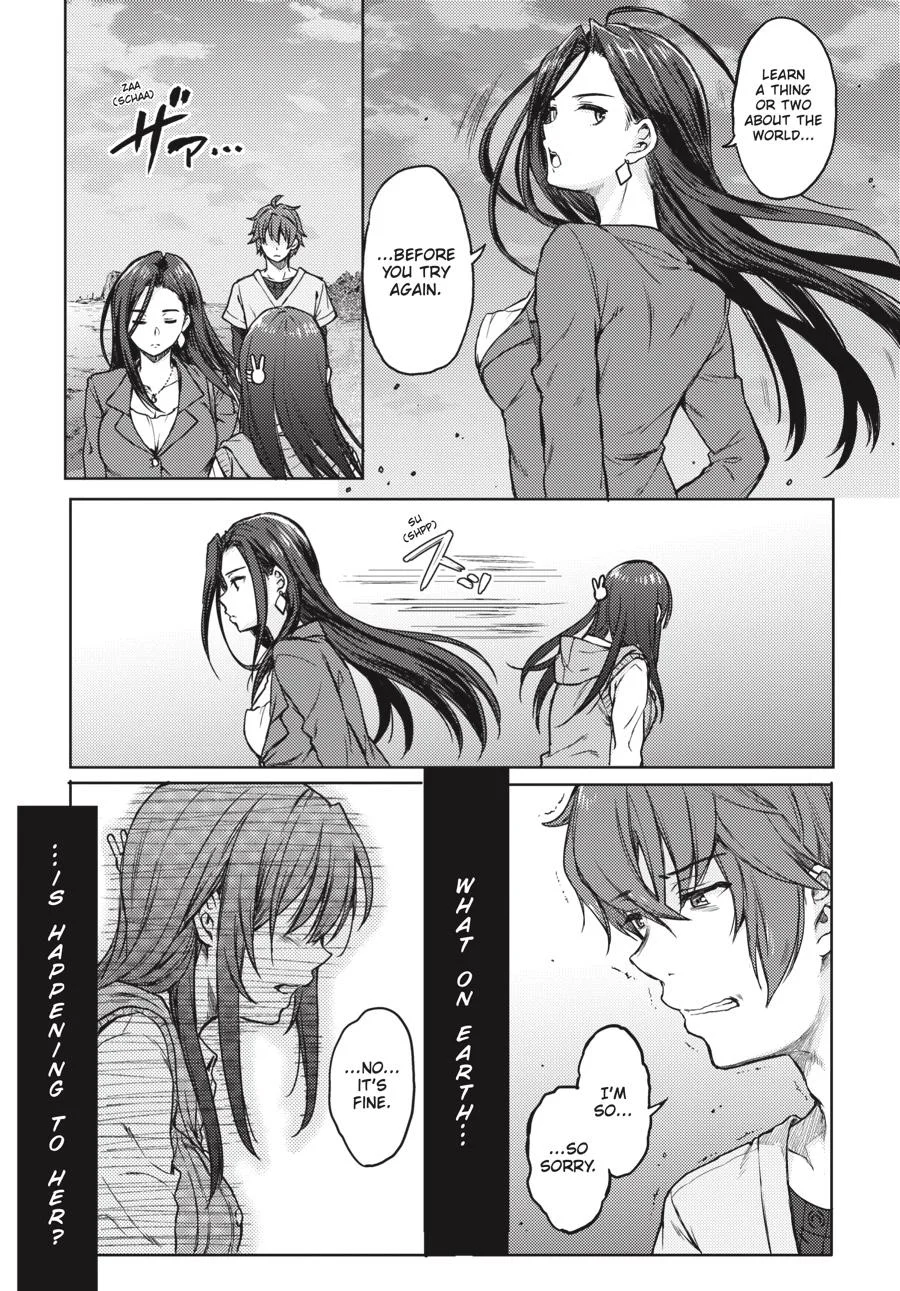 LEARN
A THING
OR TWO
ABOUT THE
WORLD...
...BEFORE
YOU TRY
AGAIN.
ZAA
(SCHAA)
ザァ...
SU
(SHPP)
スッ
I'M
SO...
...SO
SORRY.
WHAT ON EARTH...
...NO...
IT'S
FINE.
...IS HAPPENING TO HER?